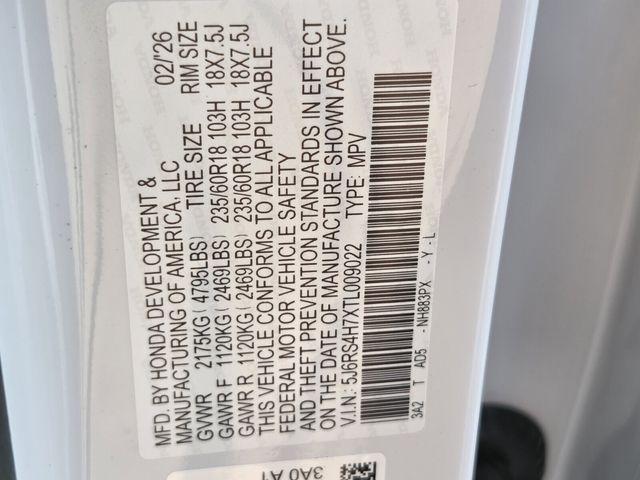 MFD. BY HONDA DEVELOPMENT & 02/'26
MANUFACTURING OF AMERICA, LLC
GVWR 2175KG (4795LBS) TIRE SIZE RIM SIZE
GAWR F 1120KG (2469LBS) 235/60R18 103H 18X7.5J
GAWR R 1120KG (2469LBS) 235/60R18 103H 18X7.5J
THIS VEHICLE CONFORMS TO ALL APPLICABLE
FEDERAL MOTOR VEHICLE SAFETY
AND THEFT PREVENTION STANDARDS IN EFFECT
ON THE DATE OF MANUFACTURE SHOWN ABOVE.
V.I.N.: 5J6RS4H7XTL009022 TYPE: MPV
3A2 T AD5 -NH883PX -Y -L
3A0 A1